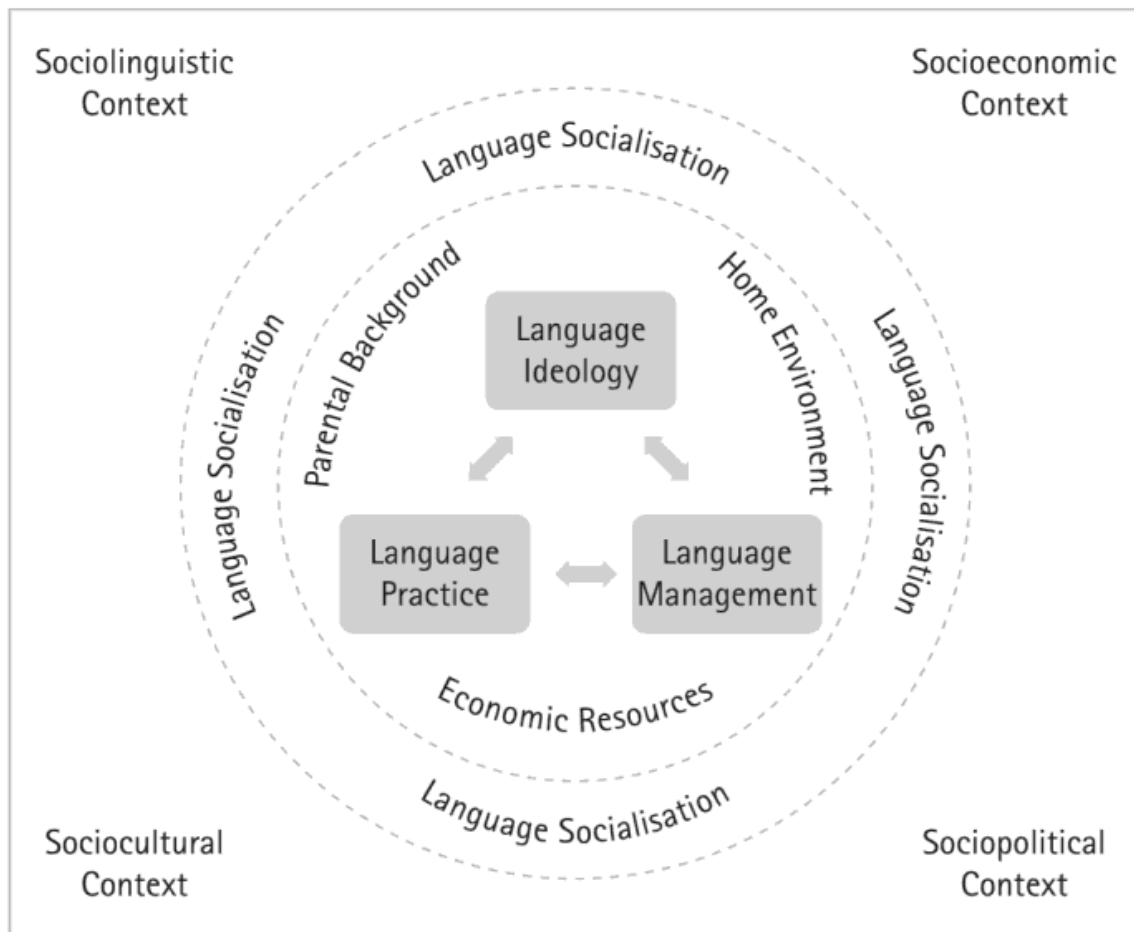 Sociolinguistic
Context
Socioeconomic
Context
Language Socialisation
Parental Background
Home Environment
Language Socialisation
Language Socialisation
Language
Ideology
Language
Practice
Language
Management
Economic Resources
Language Socialisation
Sociocultural
Context
Sociopolitical
Context